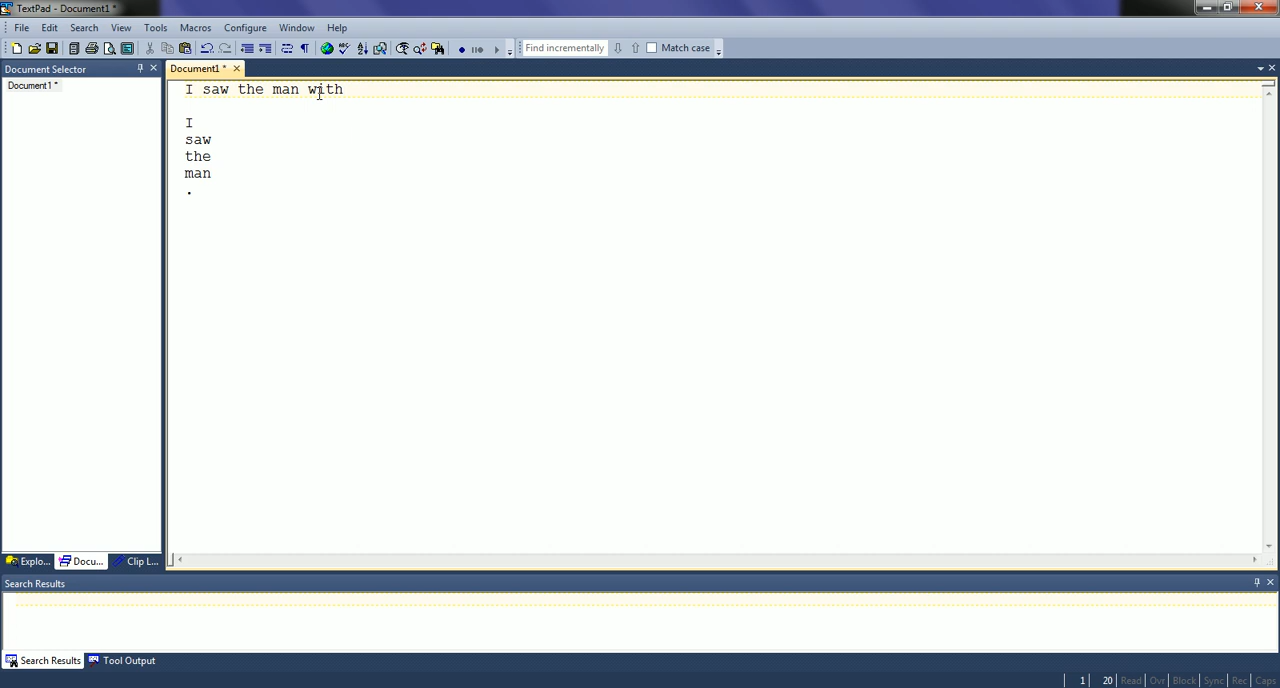 TextPad - Document1 *
File Edit Search View Tools Macros Configure Window Help
Find incrementally Match case
Document Selector
Document1 *
Document1 *
I saw the man with
I
saw
the
man
.
Explo... Docu... Clip L...
Search Results
Search Results Tool Output
1 20 Read Ovr Block Sync Rec Caps